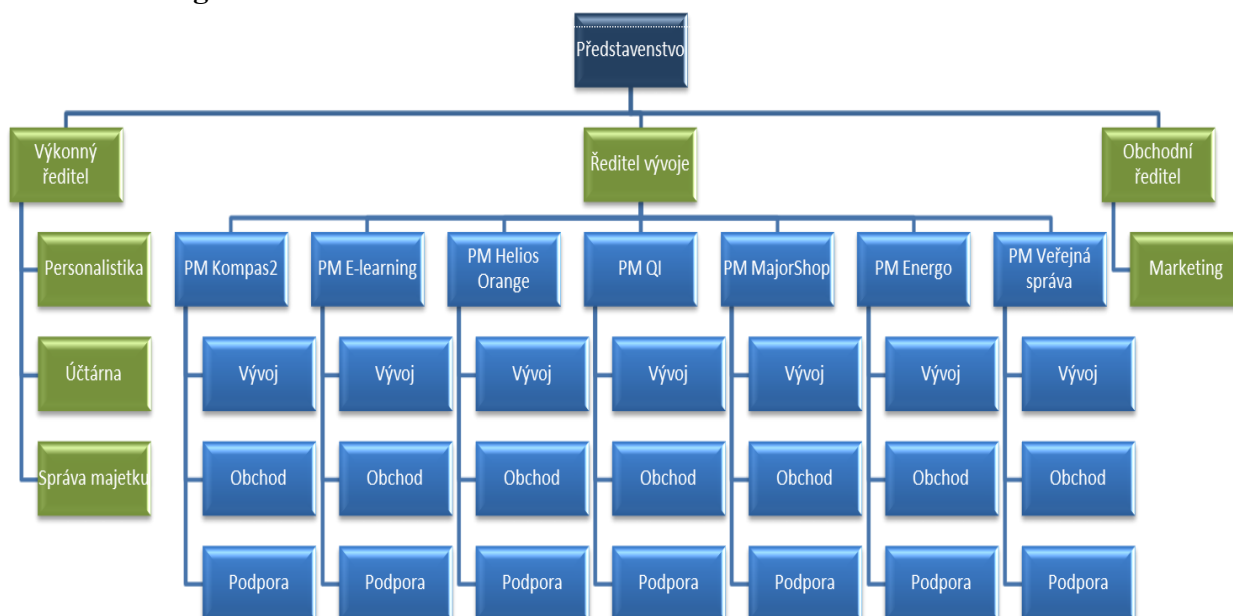 Představenstvo
Výkonný
ředitel
Ředitel vývoje
Obchodní
ředitel
Personalistika
PM Kompas2
PM E-learning
PM Helios
Orange
PM QI
PM MajorShop
PM Energo
PM Veřejná
správa
Marketing
Účtárna
Vývoj
Vývoj
Vývoj
Vývoj
Vývoj
Vývoj
Vývoj
Správa majetku
Obchod
Obchod
Obchod
Obchod
Obchod
Obchod
Obchod
Podpora
Podpora
Podpora
Podpora
Podpora
Podpora
Podpora